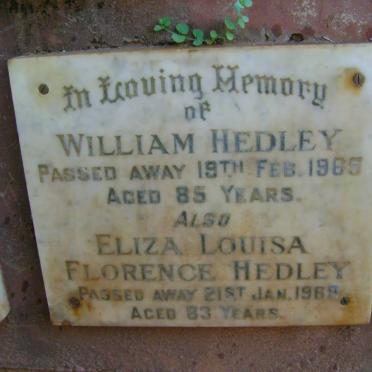 In Loving Memory
of
WILLIAM HEDLEY
PASSED AWAY 19TH FEB. 1965
AGED 85 YEARS.
ALSO
ELIZA LOUISA
FLORENCE HEDLEY
PASSED AWAY 21ST JAN. 1968
AGED 83 YEARS.